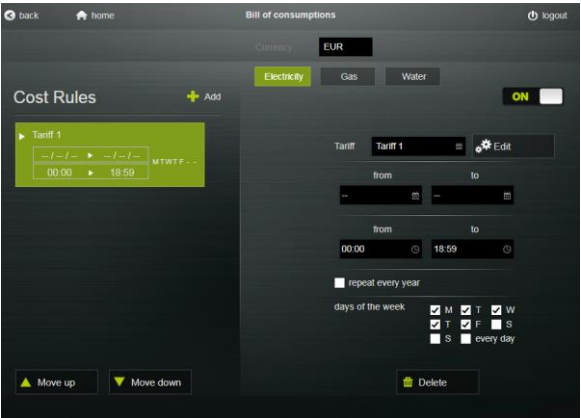 back home Bill of consumptions logout
Currency EUR
Electricity Gas Water
Cost Rules Add ON
Tariff 1
-- / -- / -- -- / -- / -- M T W T F - -
00:00 18:59
Tariff Tariff 1 Edit
from to
-- --
from to
00:00 18:59
repeat every year
days of the week M T W
T F S
S every day
Move up Move down Delete